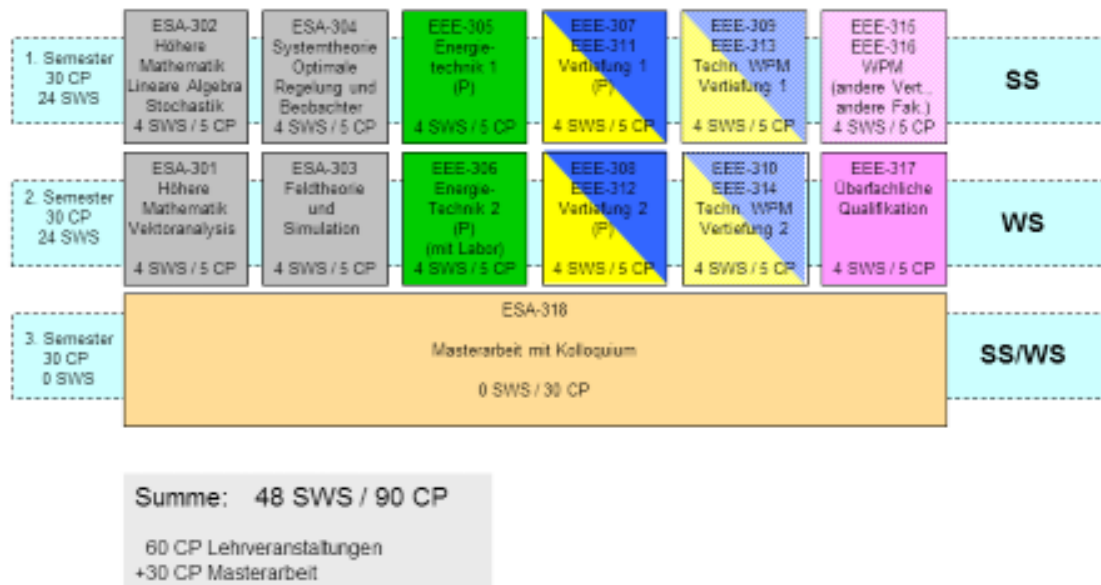 1. Semester
30 CP
24 SWS
ESA-302
Höhere
Mathematik
Lineare Algebra
Stochastik
4 SWS / 5 CP
ESA-304
Systemtheorie
Optimale
Regelung und
Beobachter
4 SWS / 5 CP
EEE-305
Energie-
technik 1
(P)
4 SWS / 5 CP
EEE-307
EEE-311
Vertiefung 1
(P)
4 SWS / 5 CP
EEE-309
EEE-313
Techn. WPM
Vertiefung 1
4 SWS / 5 CP
EEE-315
EEE-316
WPM
(andere Vert.,
andere Fak.)
4 SWS / 5 CP
SS
2. Semester
30 CP
24 SWS
ESA-301
Höhere
Mathematik
Vektoranalysis
4 SWS / 5 CP
ESA-303
Feldtheorie
und
Simulation
4 SWS / 5 CP
EEE-306
Energie-
Technik 2
(P)
(mit Labor)
4 SWS / 5 CP
EEE-308
EEE-312
Vertiefung 2
(P)
4 SWS / 5 CP
EEE-310
EEE-314
Techn. WPM
Vertiefung 2
4 SWS / 5 CP
EEE-317
Überfachliche
Qualifikation
4 SWS / 5 CP
WS
3. Semester
30 CP
0 SWS
ESA-318
Masterarbeit mit Kolloquium
0 SWS / 30 CP
SS/WS
Summe: 48 SWS / 90 CP
60 CP Lehrveranstaltungen
+30 CP Masterarbeit